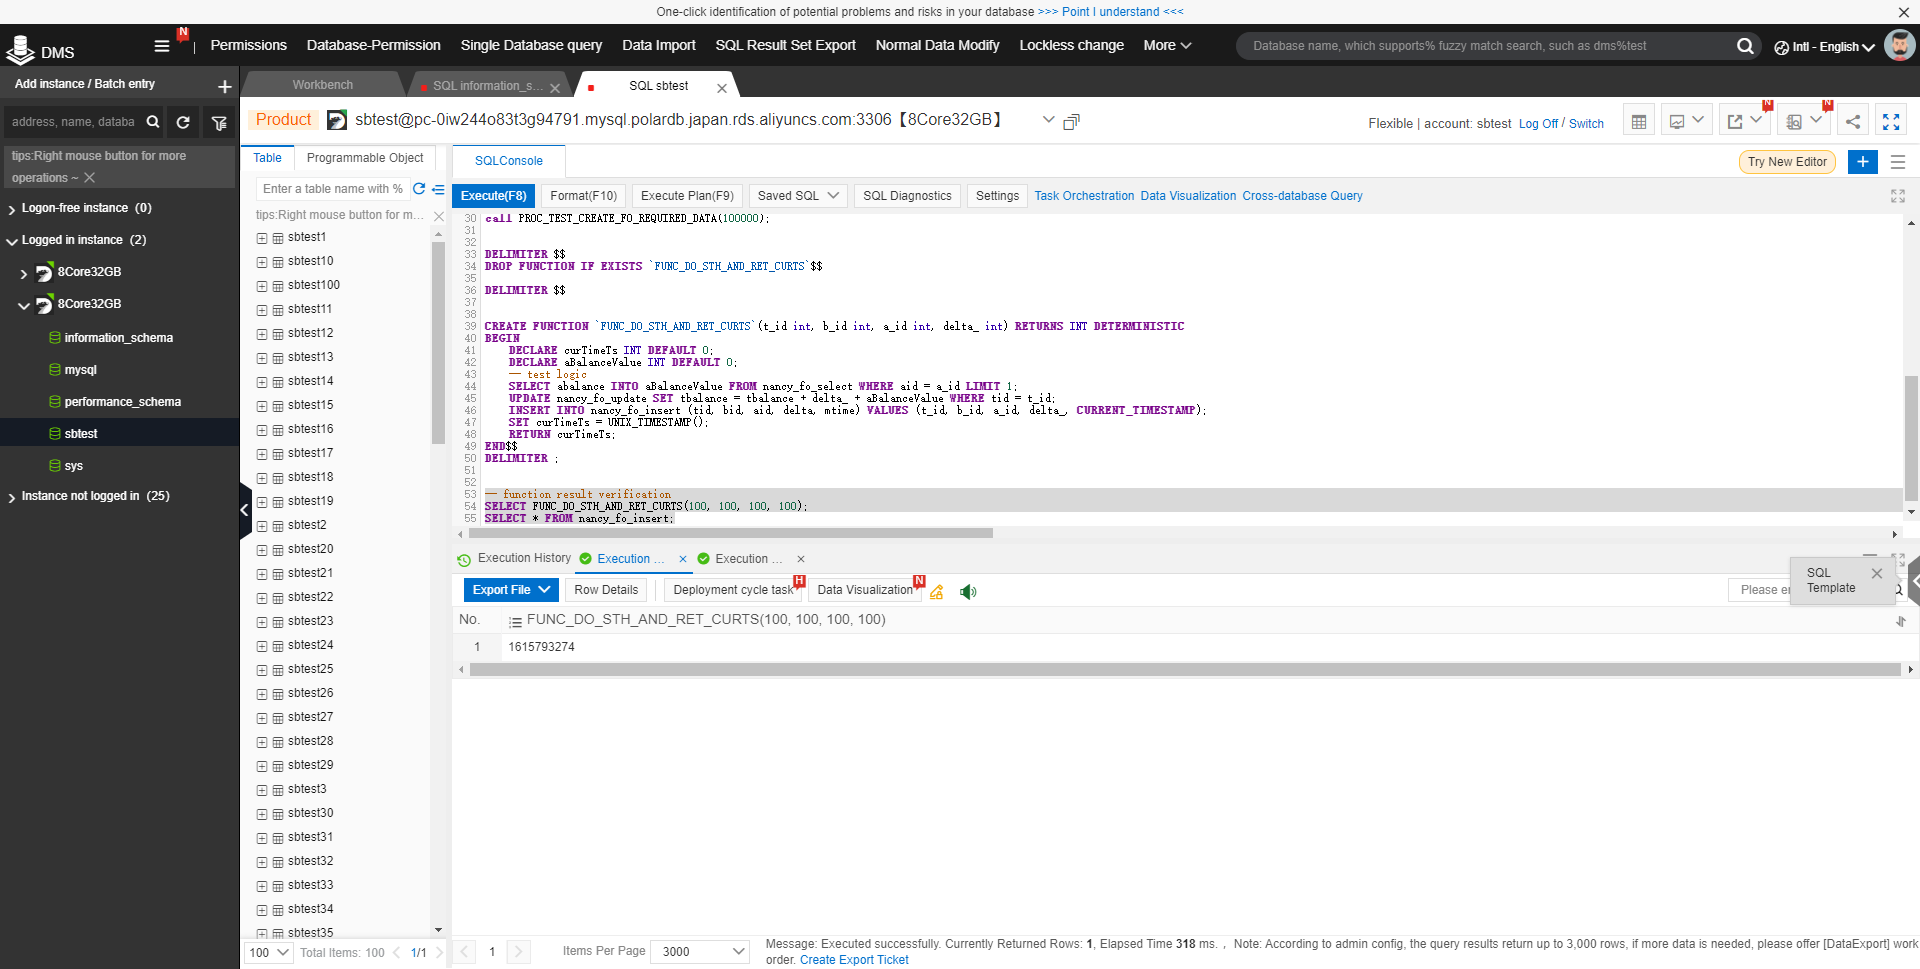 One-click identification of potential problems and risks in your database >>> Point I understand <<<
DMS
N
Permissions Database-Permission Single Database query Data Import SQL Result Set Export Normal Data Modify Lockless change More
Database name, which supports% fuzzy match search, such as dms%test
Intl - English
Add instance / Batch entry
Workbench
SQL information_s...
SQL sbtest
address, name, databa
Product
sbtest@pc-0iw244o83t3g94791.mysql.polardb.japan.rds.aliyuncs.com:3306【8Core32GB】
Flexible | account: sbtest Log Off / Switch
N
N
tips:Right mouse button for more
operations ~
Logon-free instance (0)
Logged in instance (2)
8Core32GB
8Core32GB
information_schema
mysql
performance_schema
sbtest
sys
Instance not logged in (25)
Table Programmable Object
Enter a table name with %
tips:Right mouse button for m...
sbtest1
sbtest10
sbtest100
sbtest11
sbtest12
sbtest13
sbtest14
sbtest15
sbtest16
sbtest17
sbtest18
sbtest19
sbtest2
sbtest20
sbtest21
sbtest22
sbtest23
sbtest24
sbtest25
sbtest26
sbtest27
sbtest28
sbtest29
sbtest3
sbtest30
sbtest31
sbtest32
sbtest33
sbtest34
sbtest35
100 Total Items: 100 1/1
SQLConsole
Try New Editor
Execute(F8) Format(F10) Execute Plan(F9) Saved SQL SQL Diagnostics Settings Task Orchestration Data Visualization Cross-database Query
30 call PROC_TEST_CREATE_FO_REQUIRED_DATA(100000);
31
32
33 DELIMITER $$
34 DROP FUNCTION IF EXISTS `FUNC_DO_STH_AND_RET_CURTS`$$
35
36 DELIMITER $$
37
38
39 CREATE FUNCTION `FUNC_DO_STH_AND_RET_CURTS`(t_id int, b_id int, a_id int, delta_ int) RETURNS INT DETERMINISTIC
40 BEGIN
41 DECLARE curTimeTs INT DEFAULT 0;
42 DECLARE aBalanceValue INT DEFAULT 0;
43 -- test logic
44 SELECT abalance INTO aBalanceValue FROM nancy_fo_select WHERE aid = a_id LIMIT 1;
45 UPDATE nancy_fo_update SET tbalance = tbalance + delta_ + aBalanceValue WHERE tid = t_id;
46 INSERT INTO nancy_fo_insert (tid, bid, aid, delta, mtime) VALUES (t_id, b_id, a_id, delta_, CURRENT_TIMESTAMP);
47 SET curTimeTs = UNIX_TIMESTAMP();
48 RETURN curTimeTs;
49 END$$
50 DELIMITER ;
51
52
53 -- function result verification
54 SELECT FUNC_DO_STH_AND_RET_CURTS(100, 100, 100, 100);
55 SELECT * FROM nancy_fo_insert;
Execution History Execution ... Execution ...
Export File Row Details Deployment cycle task H Data Visualization N
Please en
SQL
Template
No. FUNC_DO_STH_AND_RET_CURTS(100, 100, 100, 100)
1 1615793274
1 Items Per Page 3000
Message: Executed successfully. Currently Returned Rows: 1, Elapsed Time 318 ms. , Note: According to admin config, the query results return up to 3,000 rows, if more data is needed, please offer [DataExport] work
order. Create Export Ticket